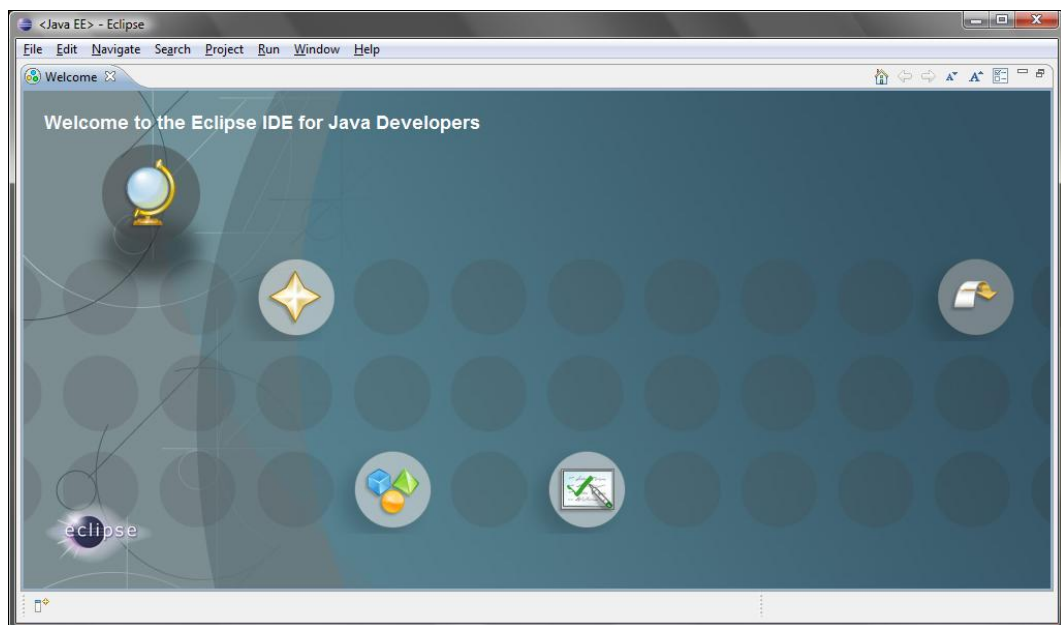 <Java EE> - Eclipse
File Edit Navigate Search Project Run Window Help
Welcome
Welcome to the Eclipse IDE for Java Developers
eclipse